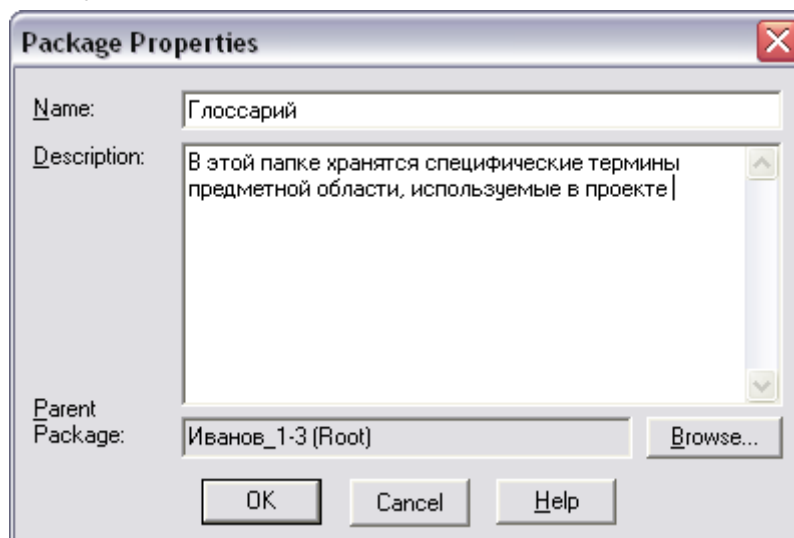 Package Properties
Name:
Глоссарий
Description:
В этой папке хранятся специфические термины
предметной области, используемые в проекте
Parent
Package:
Иванов_1-3 (Root)
Browse...
OK
Cancel
Help